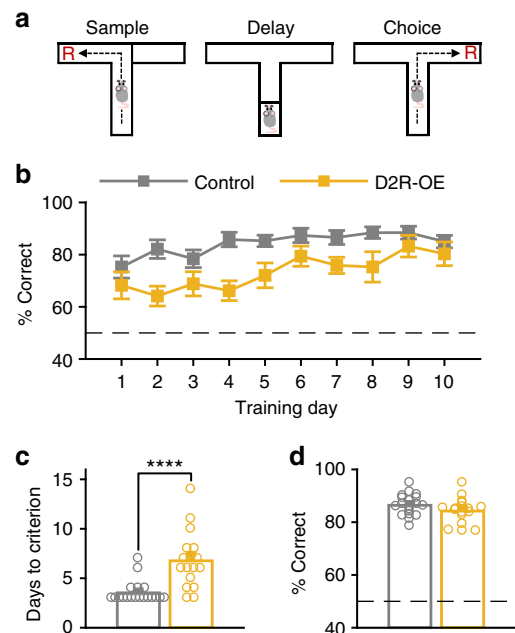 a
Sample Delay Choice
R R
b
Control D2R-OE
100
80
60
40
% Correct
1 2 3 4 5 6 7 8 9 10
Training day
c
****
15
10
5
0
Days to criterion
d
100
80
60
40
% Correct